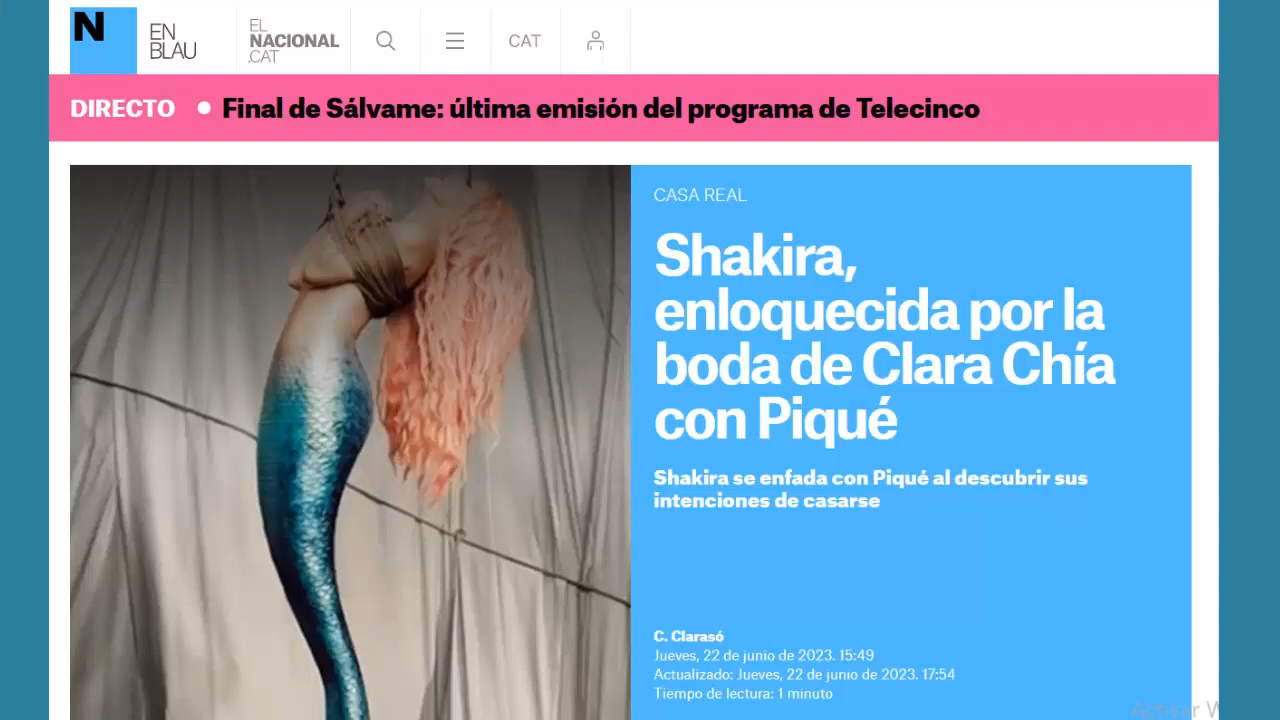 N
EN
BLAU
EL
NACIONAL
.CAT
CAT
DIRECTO
Final de Sálvame: última emisión del programa de Telecinco
CASA REAL
Shakira,
enloquecida por la
boda de Clara Chía
con Piqué
Shakira se enfada con Piqué al descubrir sus
intenciones de casarse
C. Clarasó
Jueves, 22 de junio de 2023. 15:49
Actualizado: Jueves, 22 de junio de 2023. 17:54
Tiempo de lectura: 1 minuto
Activar W